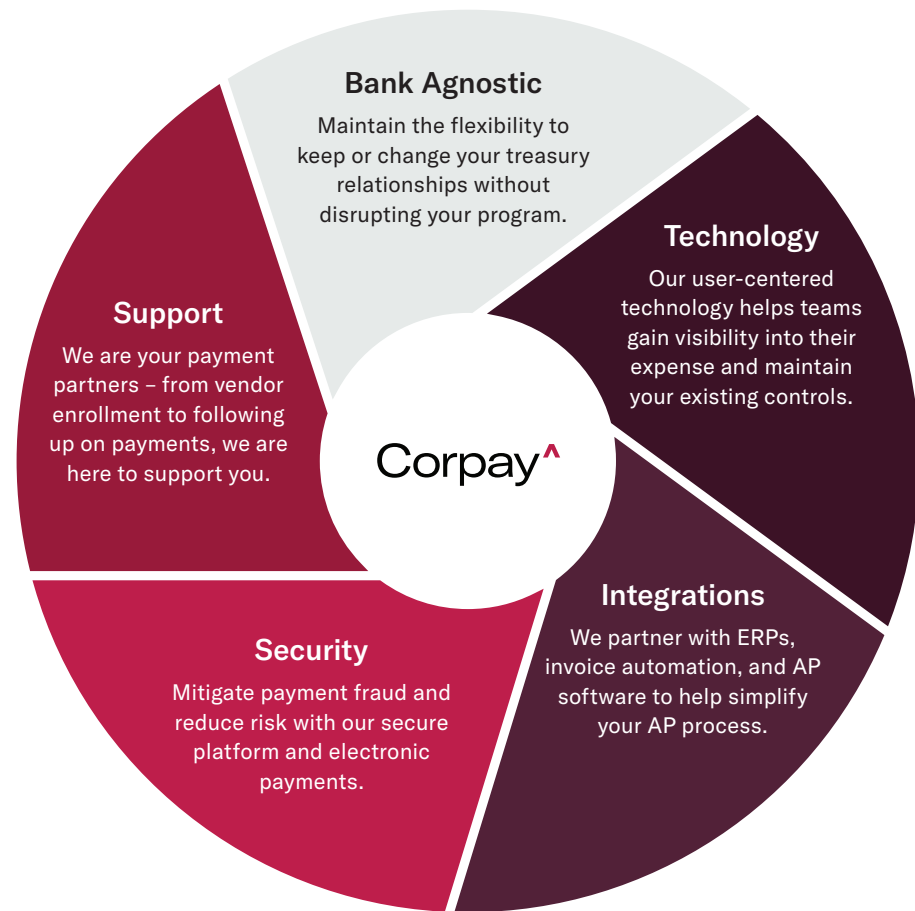 Bank Agnostic
Maintain the flexibility to
keep or change your treasury
relationships without
disrupting your program.
Technology
Our user-centered
technology helps teams
gain visibility into their
expense and maintain
your existing controls.
Support
We are your payment
partners – from vendor
enrollment to following
up on payments, we are
here to support you.
Corpay^
Integrations
We partner with ERPs,
invoice automation, and AP
software to help simplify
your AP process.
Security
Mitigate payment fraud and
reduce risk with our secure
platform and electronic
payments.